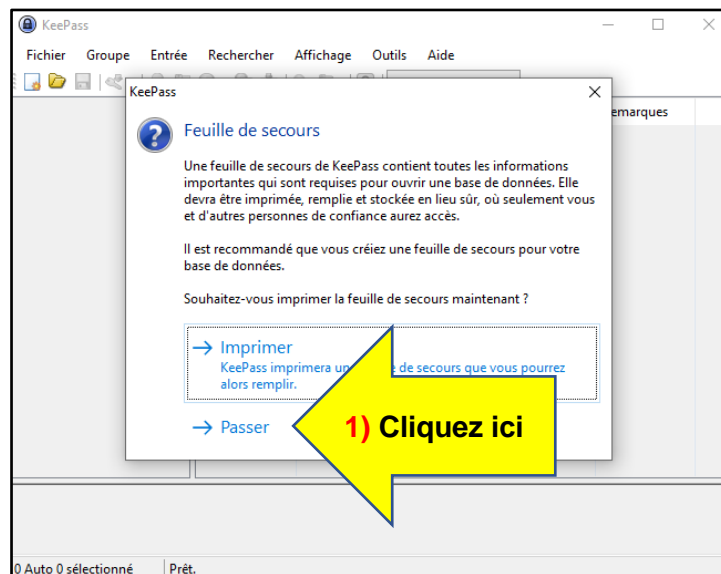 KeePass
Fichier Groupe Entrée Rechercher Affichage Outils Aide
KeePass
emarques
Feuille de secours
Une feuille de secours de KeePass contient toutes les informations
importantes qui sont requises pour ouvrir une base de données. Elle
devra être imprimée, remplie et stockée en lieu sûr, où seulement vous
et d'autres personnes de confiance aurez accès.
Il est recommandé que vous créiez une feuille de secours pour votre
base de données.
Souhaitez-vous imprimer la feuille de secours maintenant ?
Imprimer
KeePass imprimera un de secours que vous pourrez
alors remplir.
Passer
1) Cliquez ici
0 Auto 0 sélectionné Prêt.